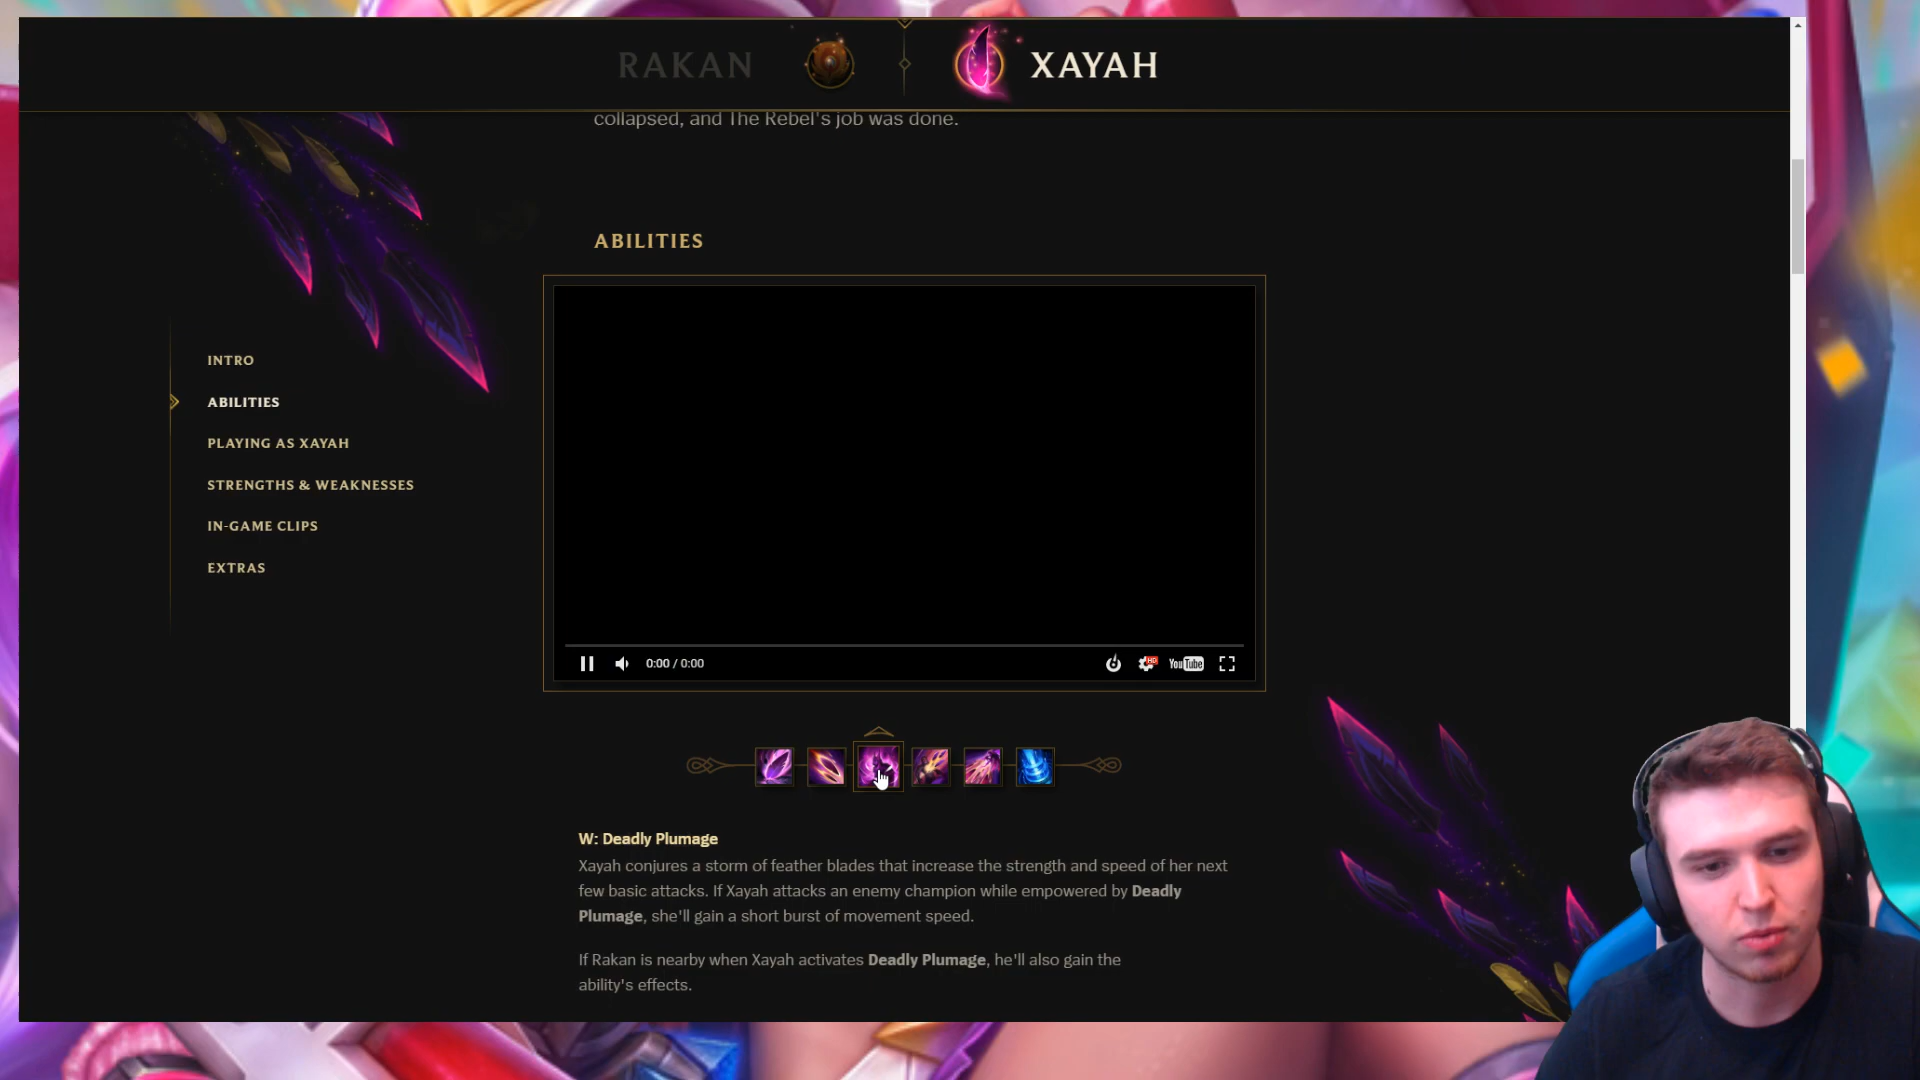 RAKAN
XAYAH
collapsed, and The Rebel's job was done.
ABILITIES
INTRO
ABILITIES
PLAYING AS XAYAH
STRENGTHS & WEAKNESSES
IN-GAME CLIPS
EXTRAS
0:00 / 0:00
HD
YouTube
W: Deadly Plumage
Xayah conjures a storm of feather blades that increase the strength and speed of her next
few basic attacks. If Xayah attacks an enemy champion while empowered by Deadly
Plumage, she'll gain a short burst of movement speed.
If Rakan is nearby when Xayah activates Deadly Plumage, he'll also gain the
ability's effects.